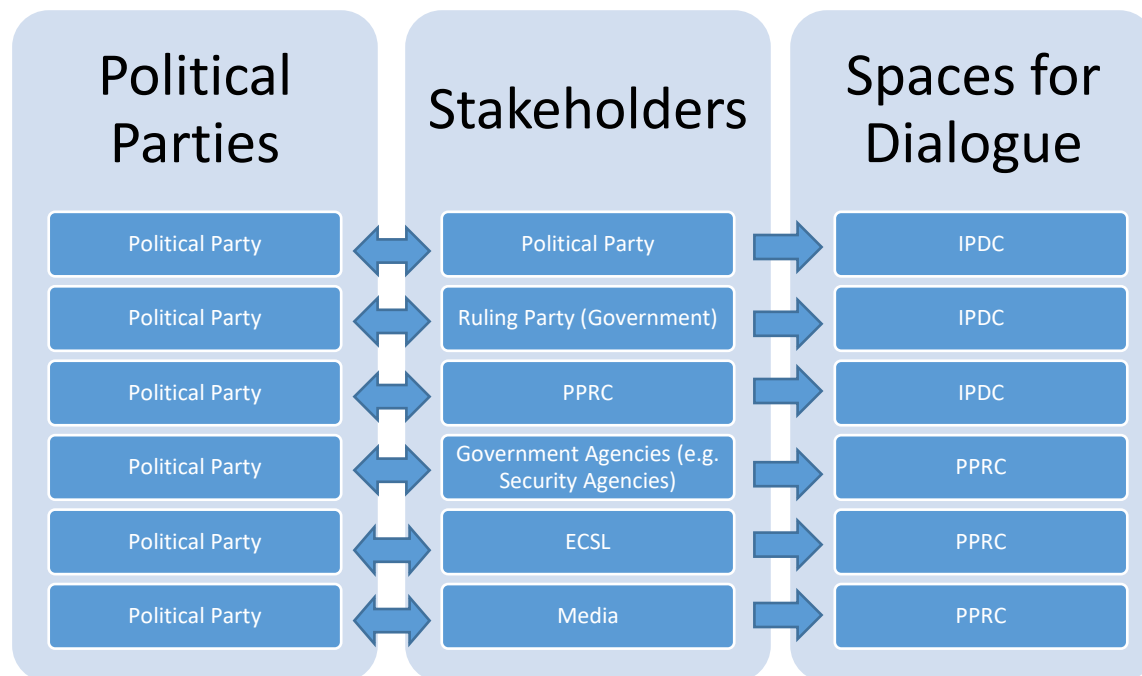 Political
Parties
Stakeholders
Spaces for
Dialogue
Political Party
Political Party
IPDC
Political Party
Ruling Party (Government)
IPDC
Political Party
PPRC
IPDC
Political Party
Government Agencies (e.g.
Security Agencies)
PPRC
Political Party
ECSL
PPRC
Political Party
Media
PPRC